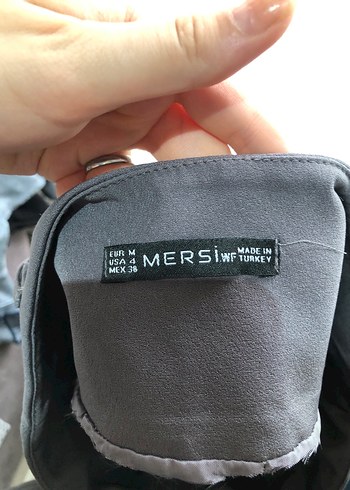 EUR M
USA 4
MEX 38
MERSİ WF
MADE IN
TURKEY